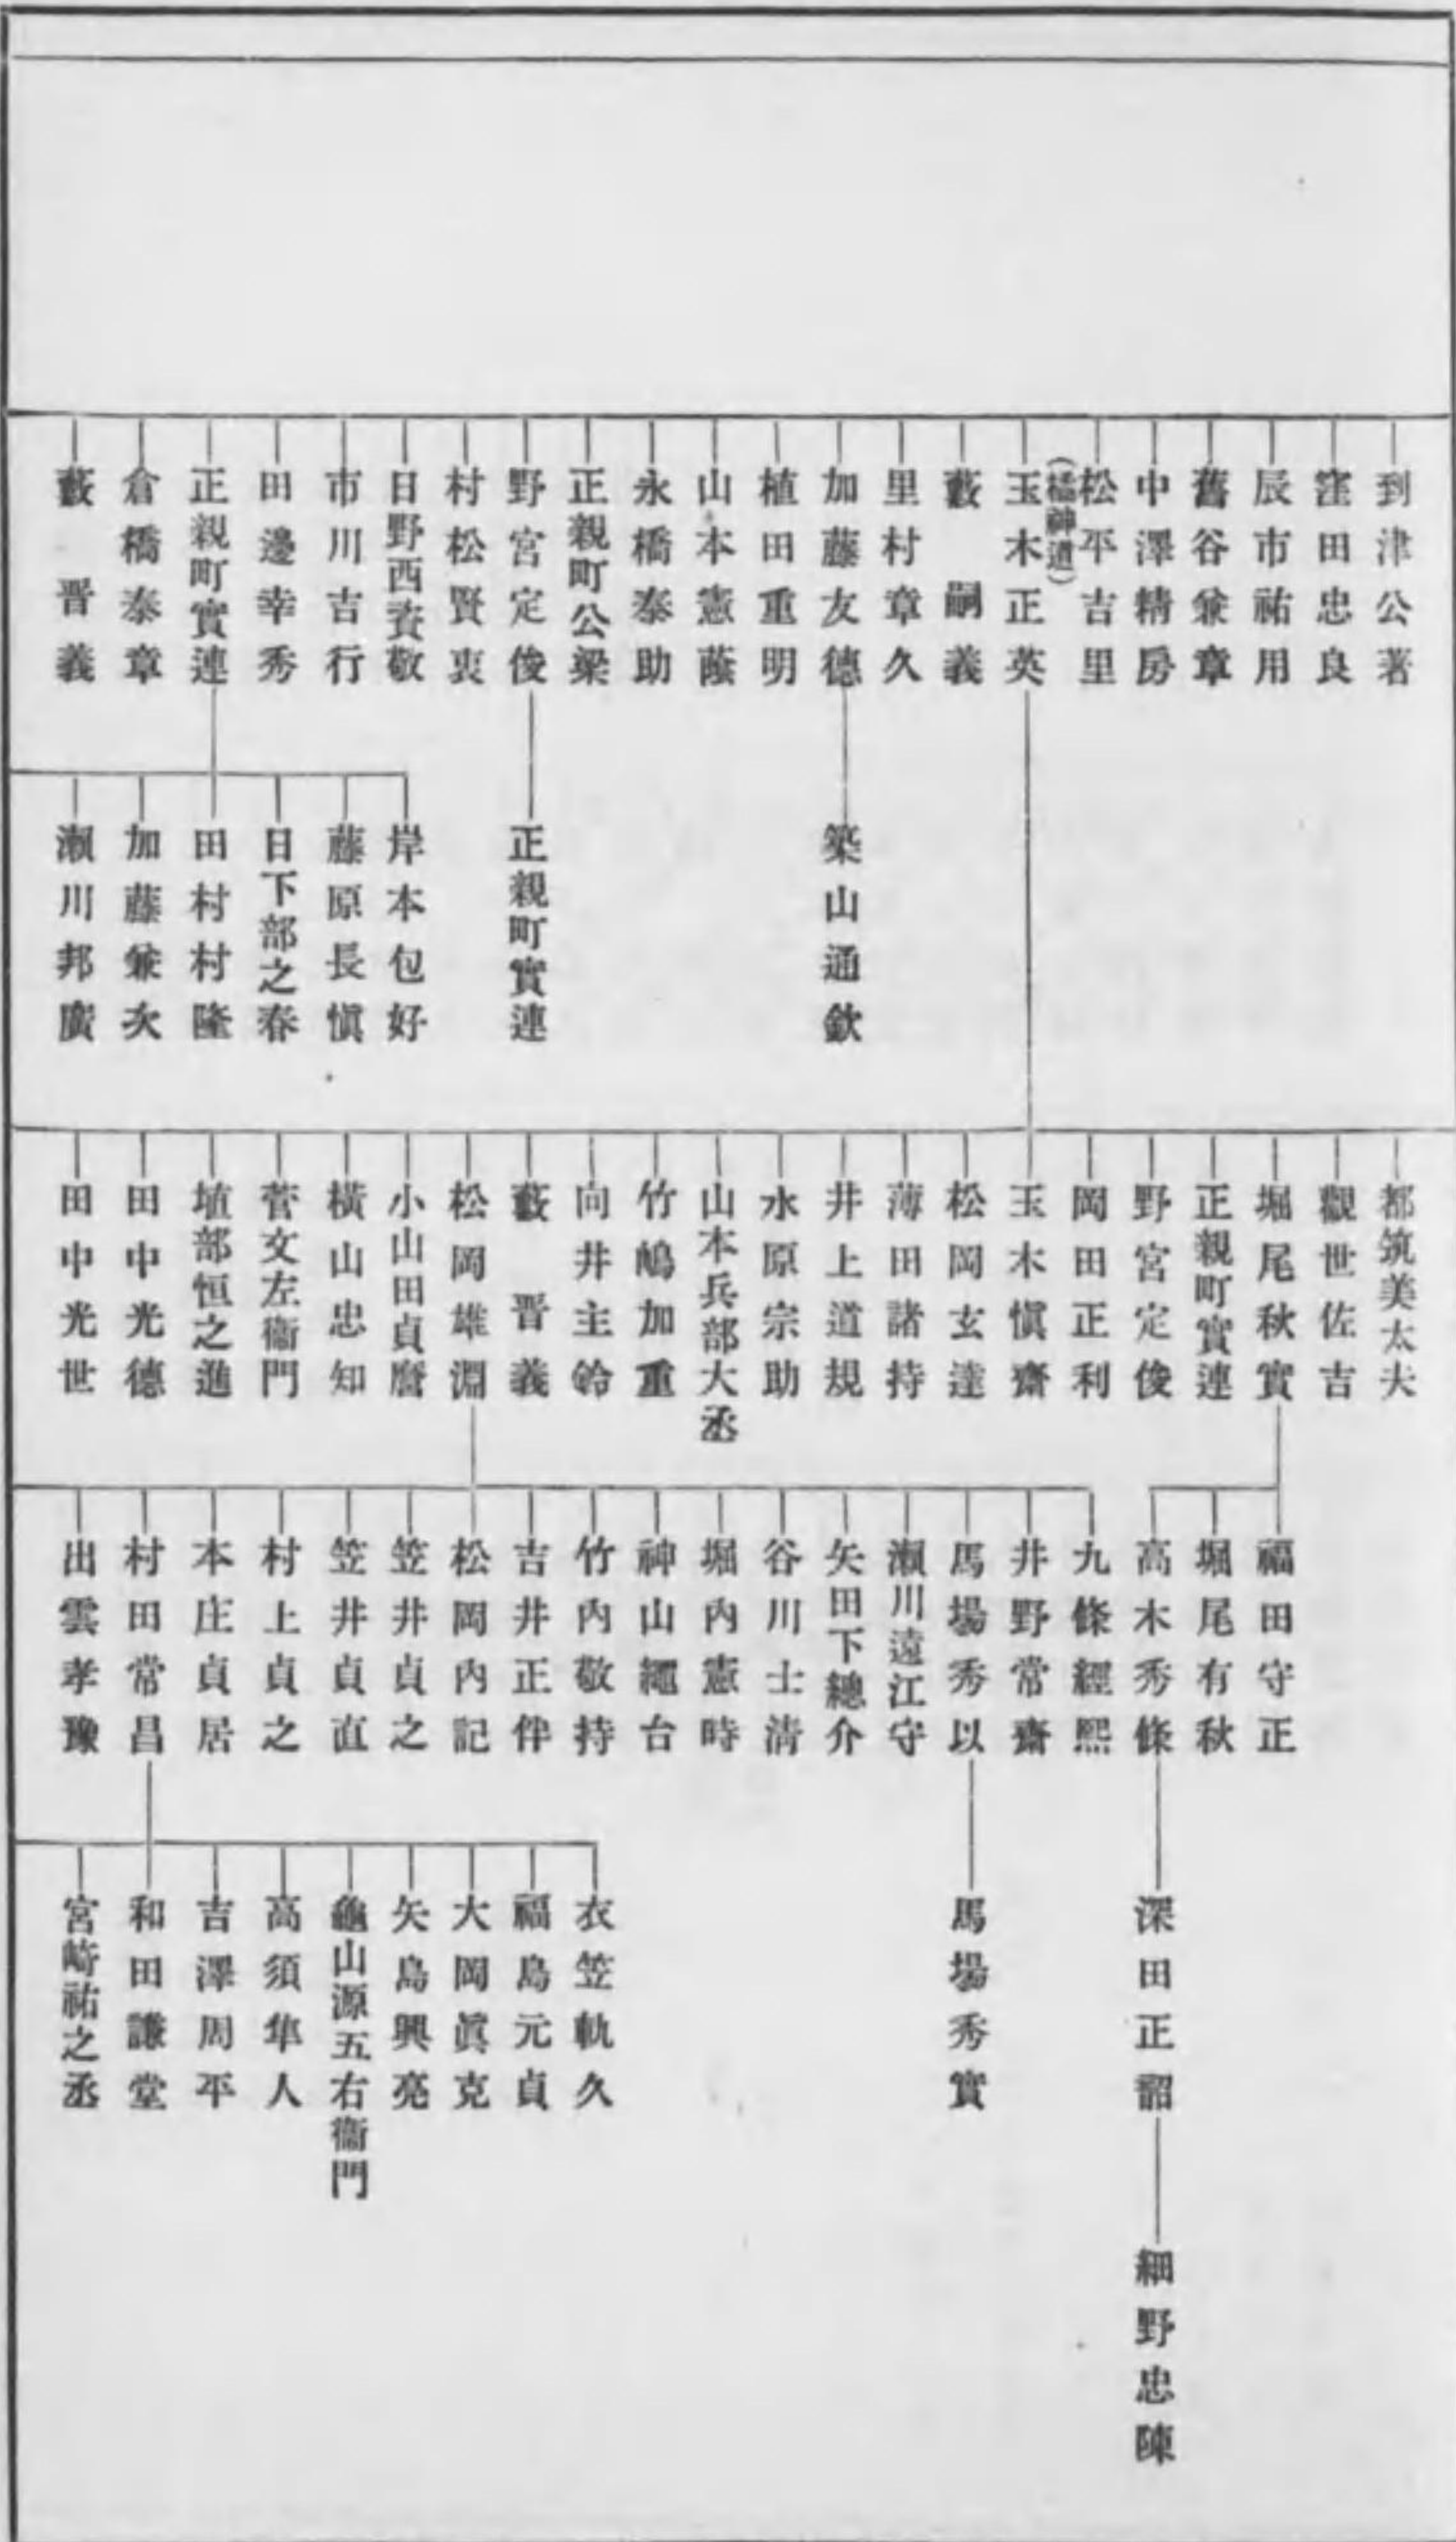 到津公著
窪田忠良
辰市祐用
舊谷兼章
中澤精房
松平吉里
(橘神道)
玉木正英
藪嗣義
里村章久
加藤友德
植田重明
山本憲蔭
永橋泰助
正親町公梁
野宮定俊
村松賢衷
日野西資敬
市川吉行
田邊幸秀
正親町實連
倉橋泰章
藪晋義
築山通欽
正親町實連
岸本包好
藤原長愼
日下部之春
田村村隆
加藤兼次
瀬川邦廣
都筑美太夫
觀世佐吉
堀尾秋實
正親町實連
野宮定俊
岡田正利
玉木愼齋
松岡玄達
薄田諸持
井上道規
水原宗助
山本兵部大丞
竹嶋加重
向井主鈴
藪晋義
松岡雄淵
小山田貞曆
橫山忠知
菅文左衞門
埴部恒之進
田中光德
田中光世
福田守正
堀尾有秋
高木秀條
九條經熙
井野常齋
馬場秀以
瀬川遠江守
矢田下總介
谷川士清
堀内憲時
神山繩台
竹内敬持
吉井正伴
松岡内記
笠井貞之
笠井貞直
村上貞之
本庄貞居
村田常昌
出雲孝豫
深田正韶
馬場秀實
衣笠軌久
福島元貞
大岡眞克
矢島興亮
龜山源五右衞門
高須隼人
吉澤周平
和田謙堂
宮崎祐之丞
細野忠陳